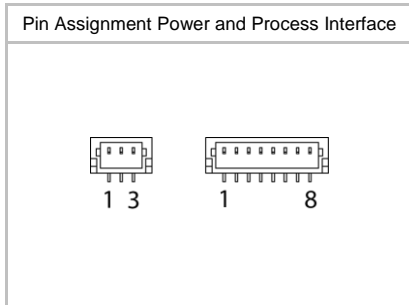 Pin Assignment Power and Process Interface
1 3 1 8